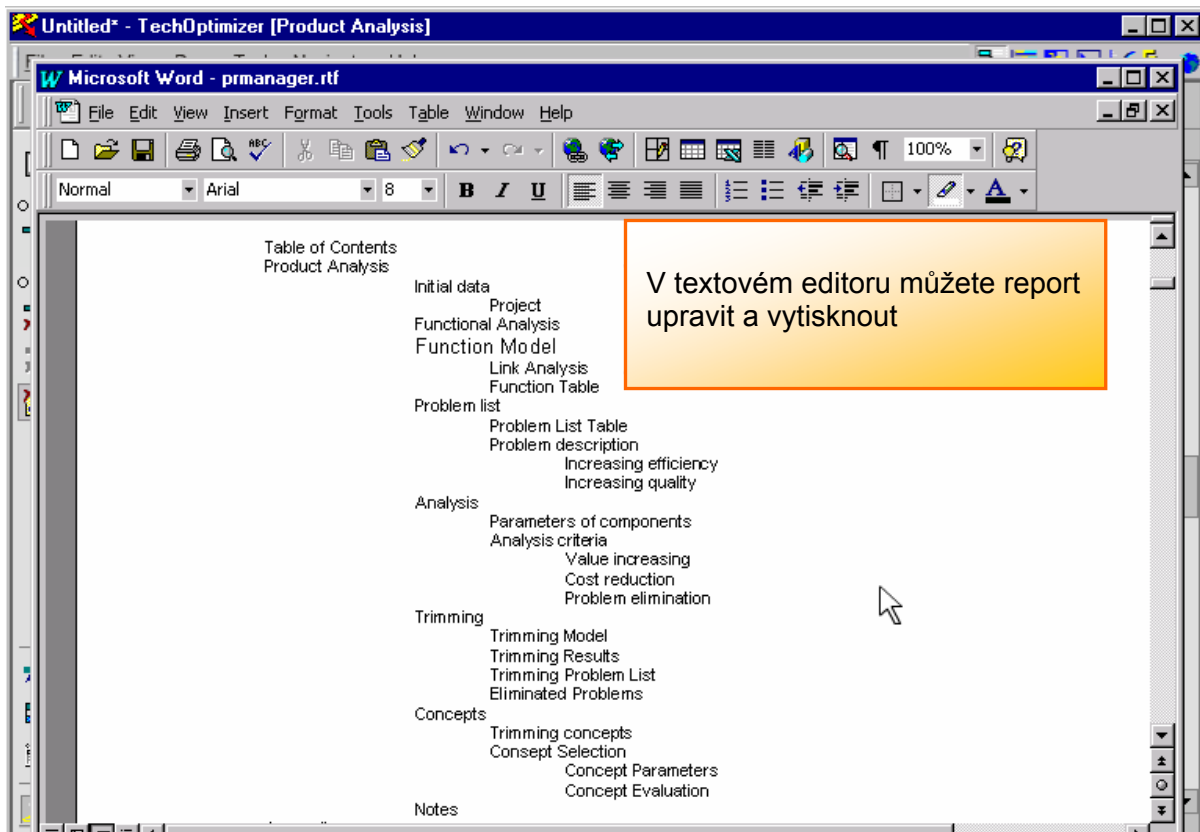 Untitled* - TechOptimizer [Product Analysis]
Microsoft Word - prmanager.rtf
File Edit View Insert Format Tools Table Window Help
100%
Normal Arial 8 B I U A
V textovém editoru můžete report
upravit a vytisknout
Table of Contents
Product Analysis
Initial data
Project
Functional Analysis
Function Model
Link Analysis
Function Table
Problem list
Problem List Table
Problem description
Increasing efficiency
Increasing quality
Analysis
Parameters of components
Analysis criteria
Value increasing
Cost reduction
Problem elimination
Trimming
Trimming Model
Trimming Results
Trimming Problem List
Eliminated Problems
Concepts
Trimming concepts
Consept Selection
Concept Parameters
Concept Evaluation
Notes